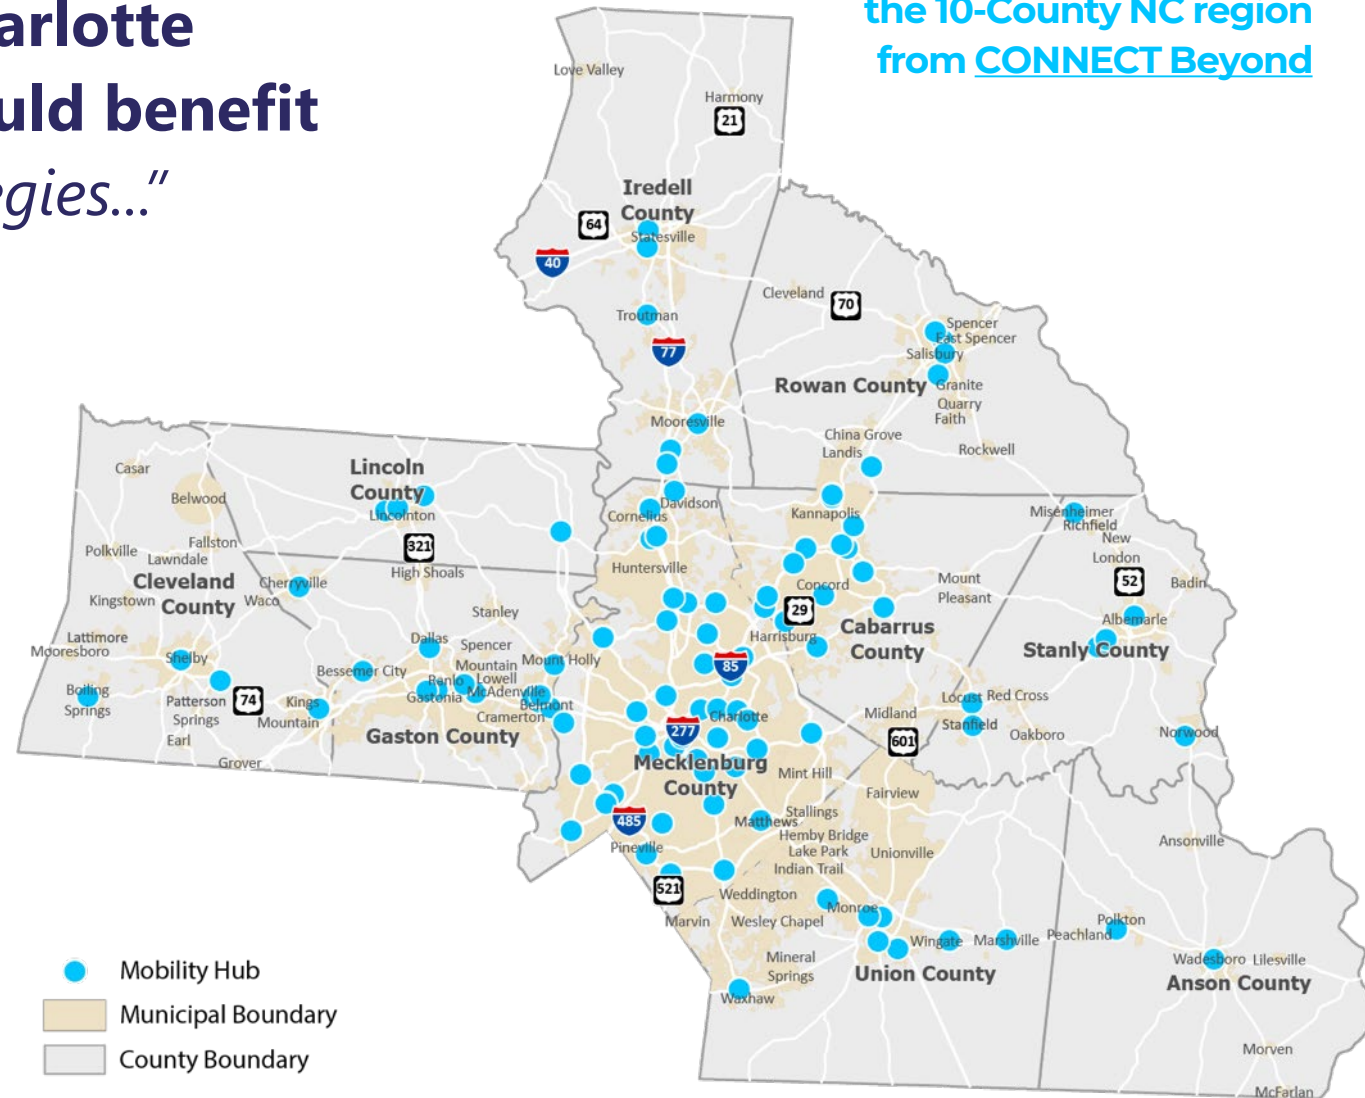 arlotte
uld benefit
egies..."
the 10-County NC region
from CONNECT Beyond
Love Valley
Harmony
21
Iredell
County
64
Statesville
40
Cleveland
70
Troutman
Spencer
East Spencer
77
Salisbury
Rowan County
Granite
Quarry
Faith
Mooresville
China Grove
Landis
Rockwell
Casar
Lincoln
County
Belwood
Lincolnton
Davidson
Cornelius
Kannapolis
Misenheimer
Richfield
New
London
Polkville
Fallston
Lawndale
321
High Shoals
Huntersville
Cleveland
County
Cherryville
Waco
Kingstown
Concord
Mount
Pleasant
52
Badin
Stanley
29
Albemarle
Lattimore
Mooresboro
Dallas
Spencer
Mountain
Harrisburg
Cabarrus
County
Stanly County
Shelby
Bessemer City
Mount Holly
85
Ranlo
Lowell
McAdenville
Gastonia
Boiling
Springs
Patterson
Springs
74
Kings
Mountain
Cramerton
Belmont
Charlotte
Locust
Red Cross
Midland
Stanfield
Earl
Gaston County
277
601
Oakboro
Norwood
Grover
Mecklenburg
County
Mint Hill
Fairview
485
Stallings
Matthews
Hemby Bridge
Lake Park
Unionville
Ansonville
Pineville
Indian Trail
521
Weddington
Marvin
Wesley Chapel
Monroe
Polkton
Peachland
Wingate
Marshville
Mineral
Springs
Union County
Wadesboro
Lilesville
Anson County
Waxhaw
Morven
McFarlan
Mobility Hub
Municipal Boundary
County Boundary